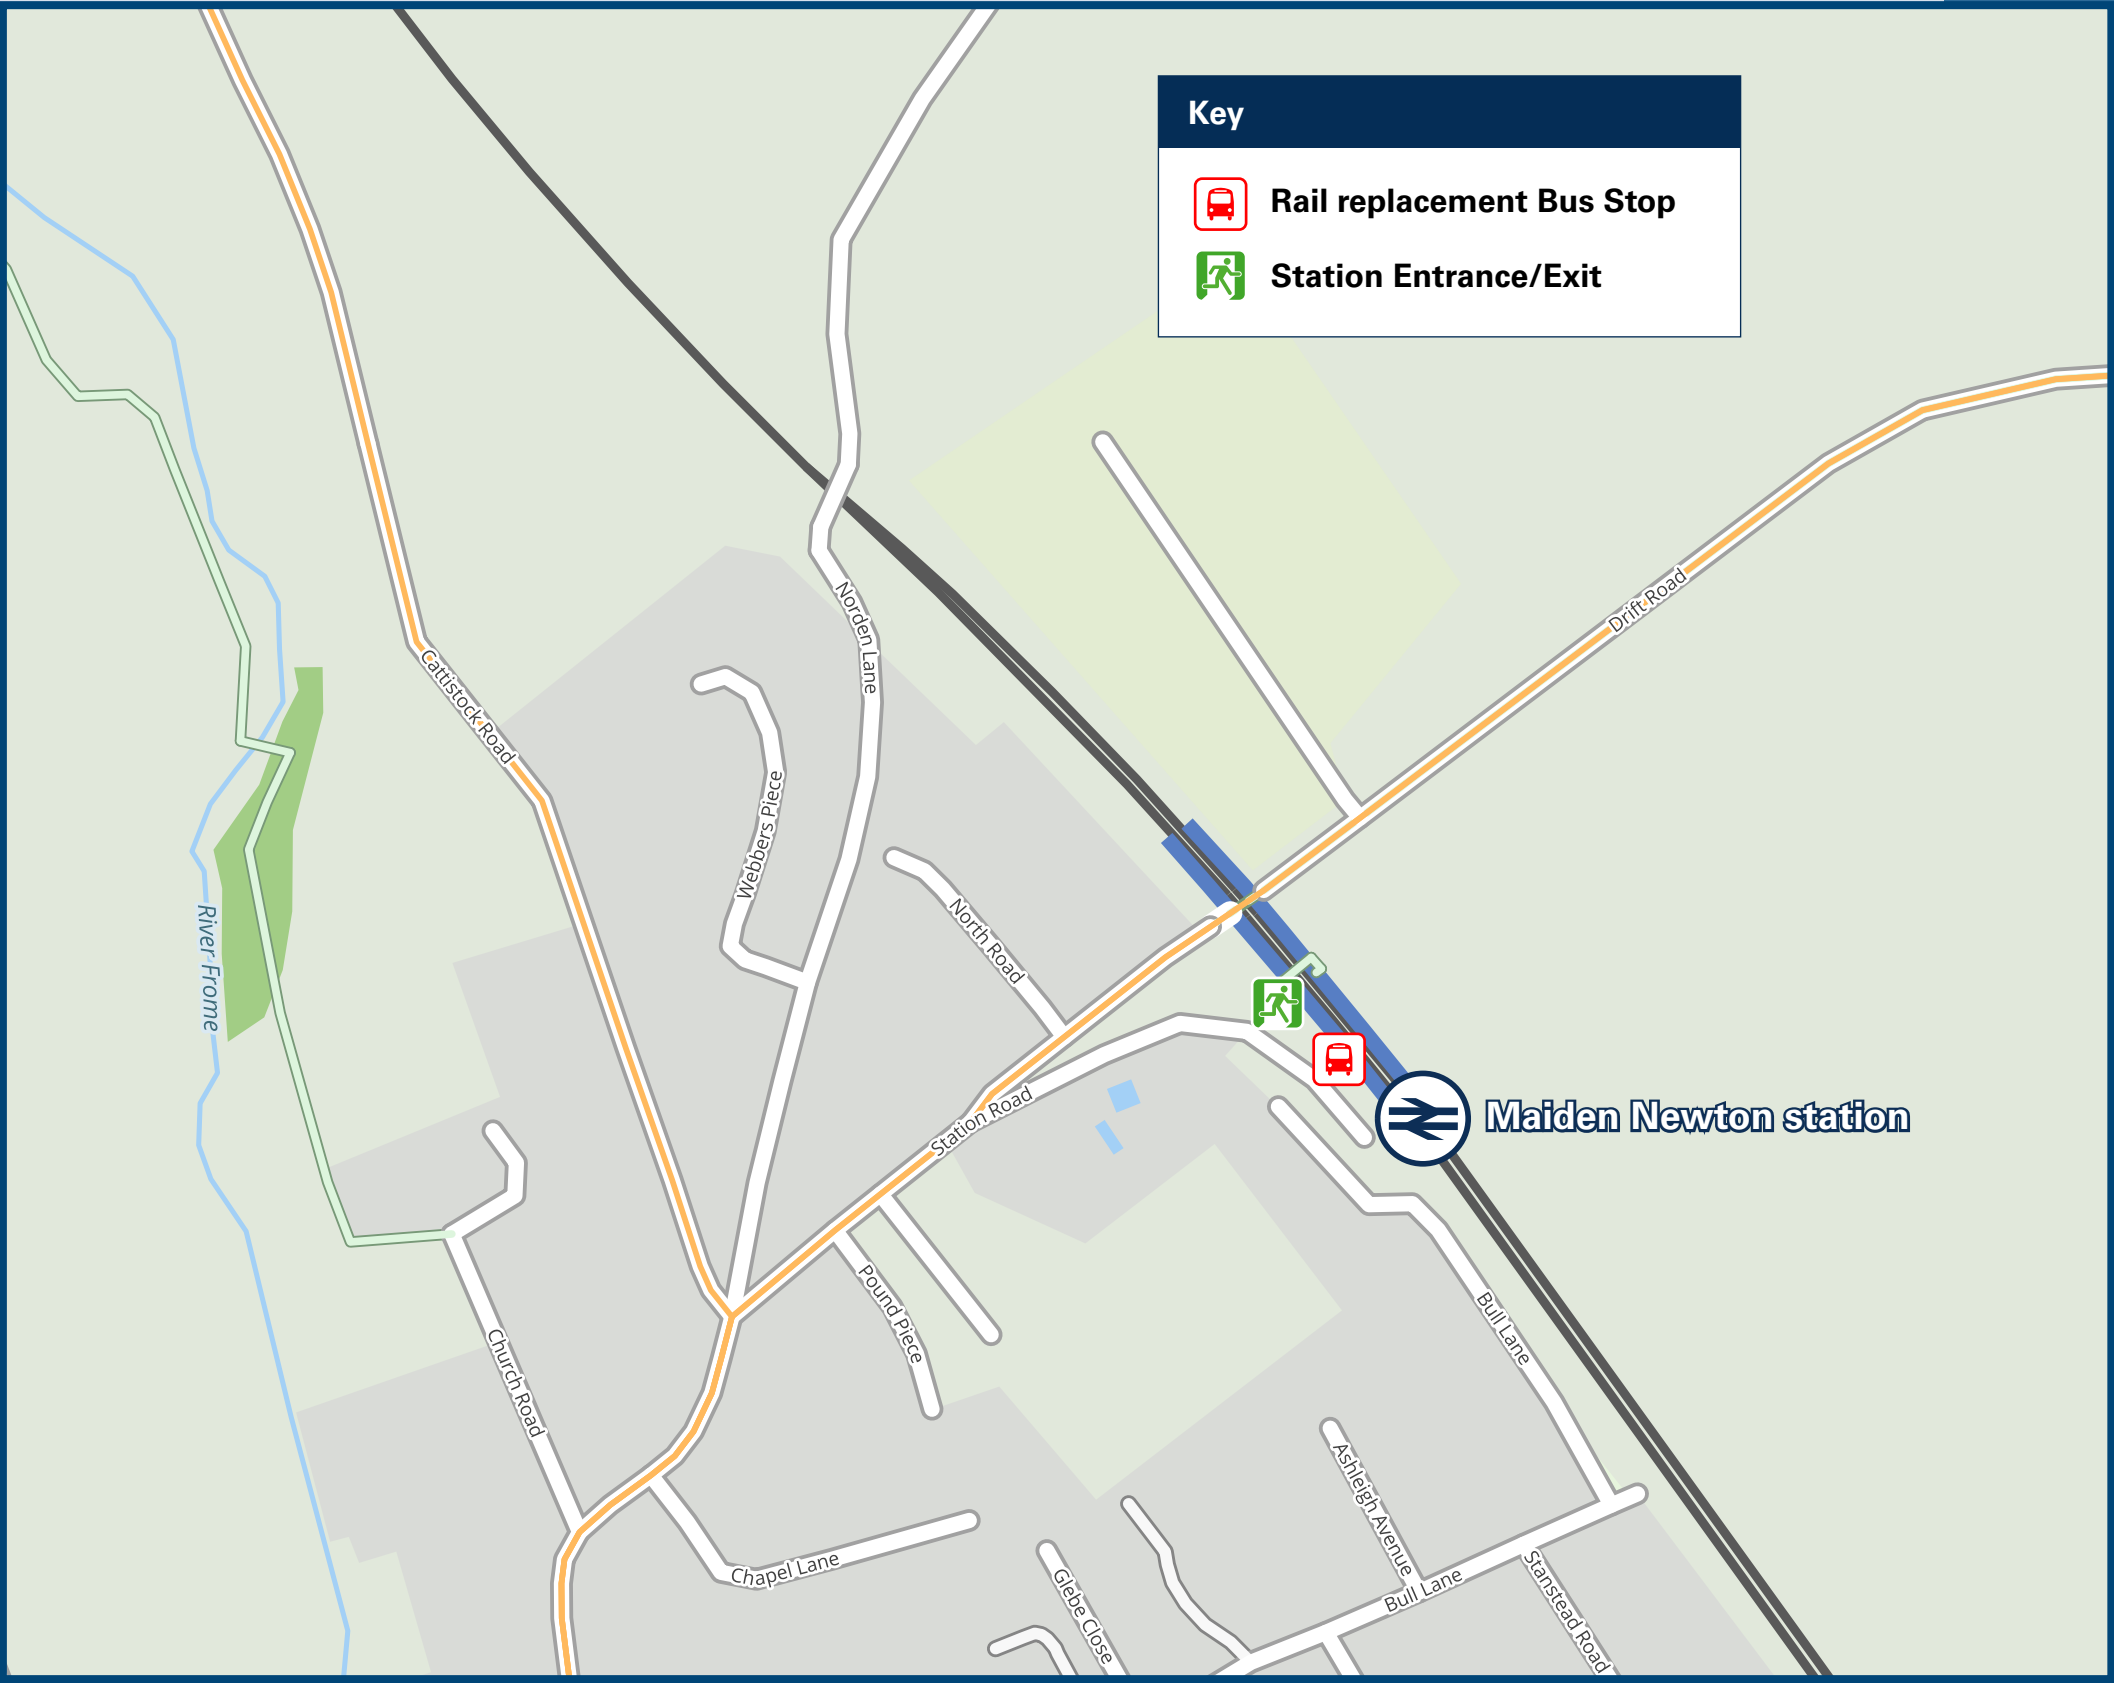 Key
Rail replacement Bus Stop
Station Entrance/Exit
Drift Road
Norden Lane
Cattistock Road
Webbers Piece
North Road
River Frome
Station Road
Maiden Newton station
Pound Piece
Bull Lane
Church Road
Ashleigh Avenue
Chapel Lane
Glebe Close
Bull Lane
Stanstead Road